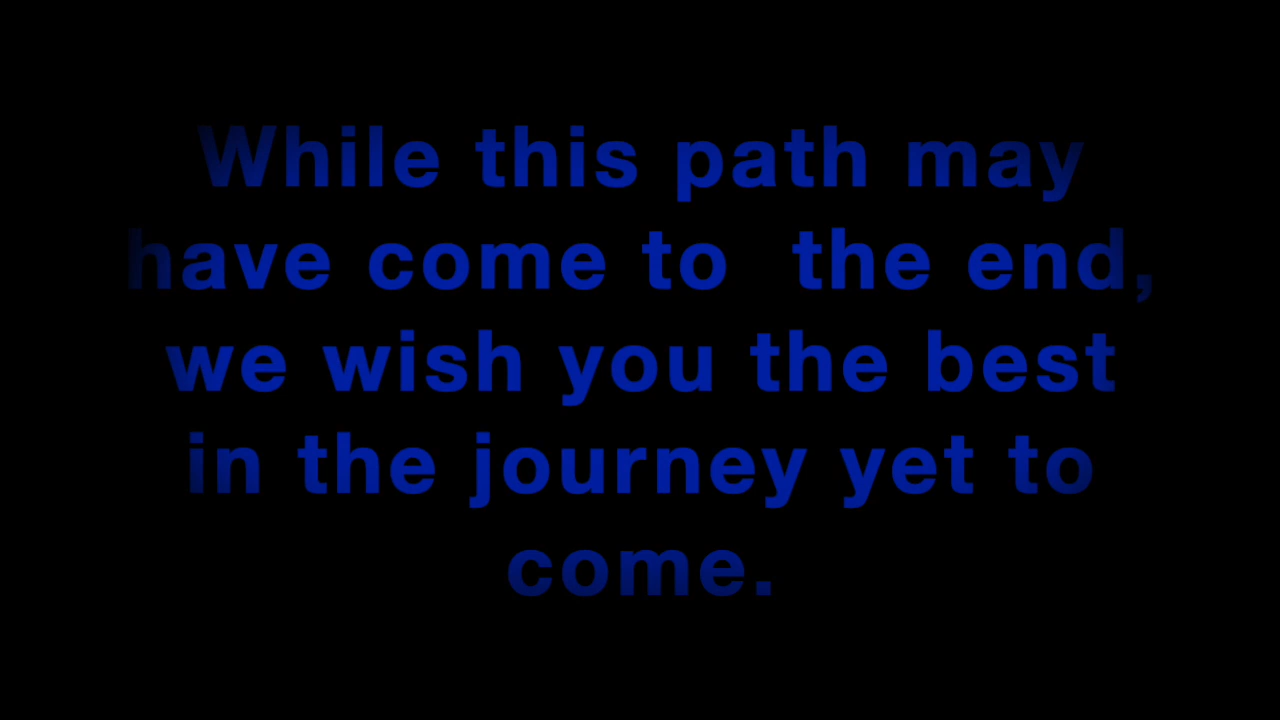 While this path may
have come to  the end,
we wish you the best
in the journey yet to
come.